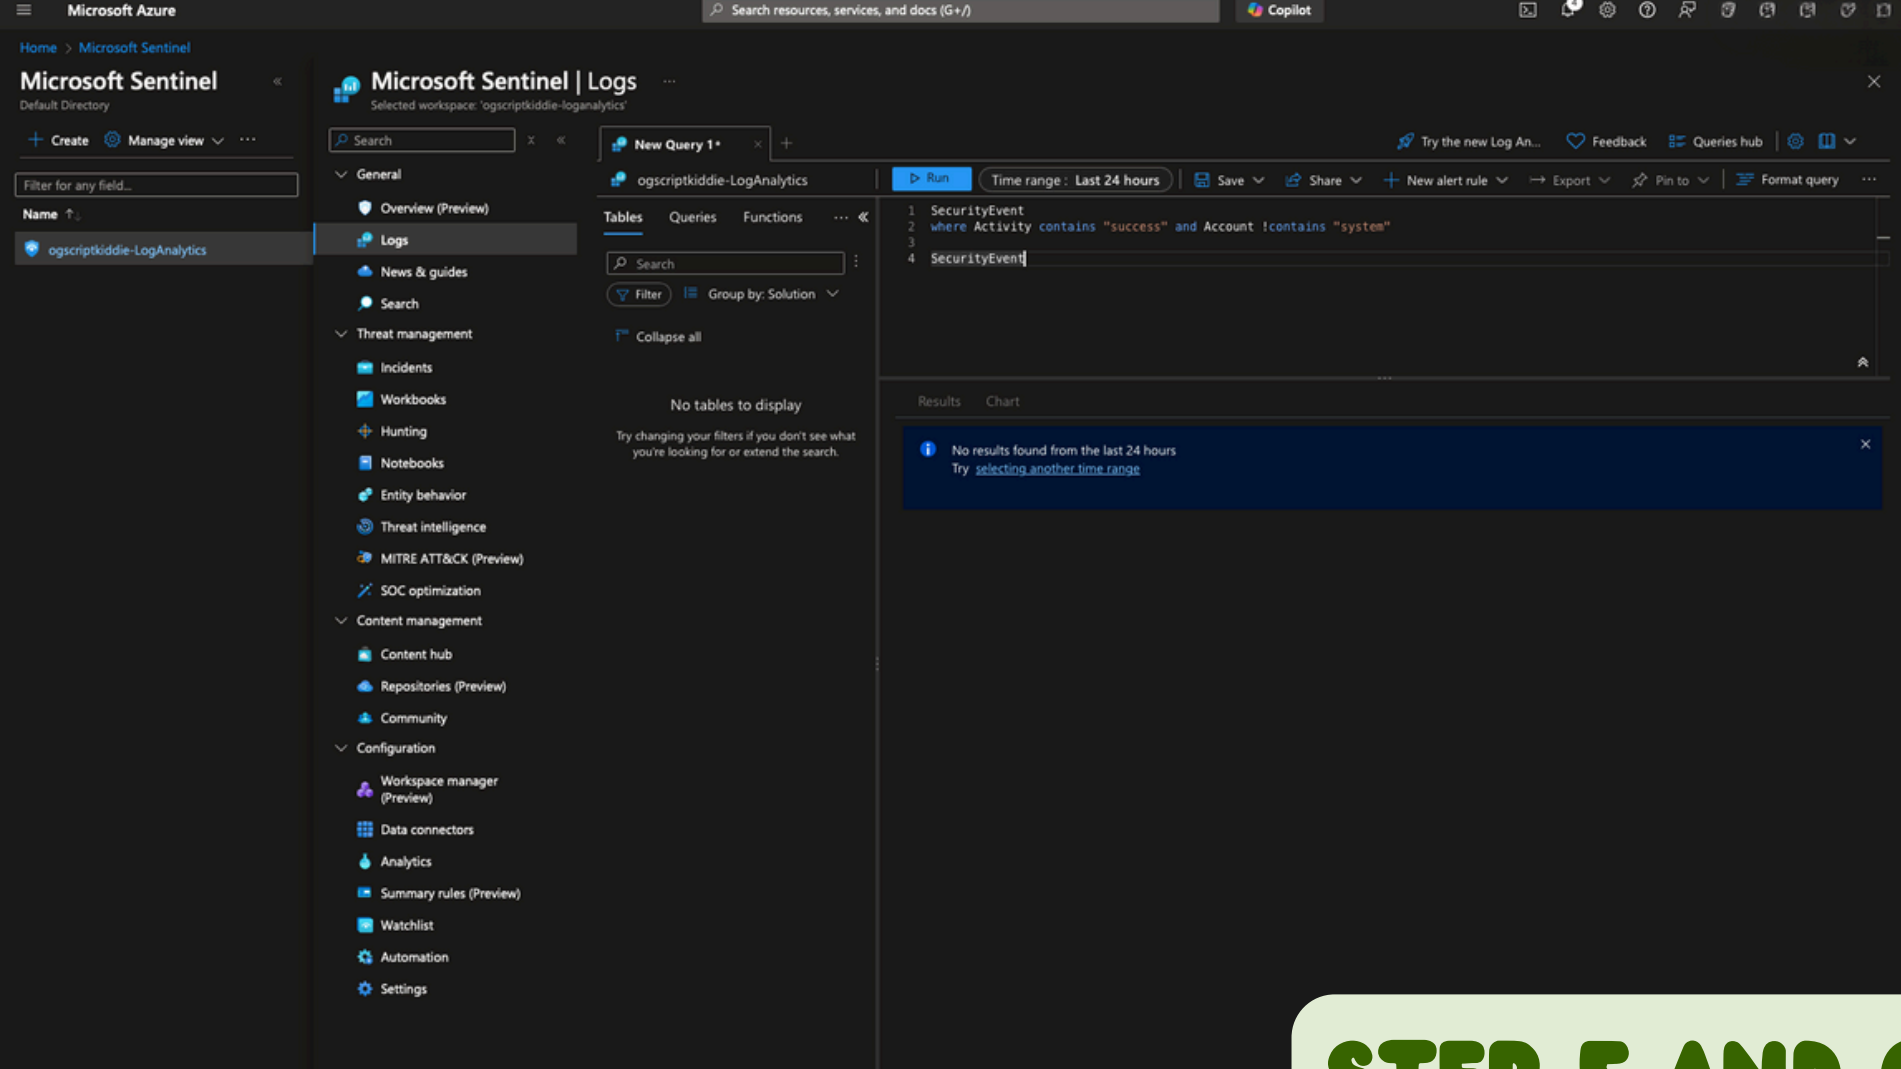 Microsoft Azure
Search resources, services, and docs (G+/)
Copilot
Home > Microsoft Sentinel
Microsoft Sentinel
Default Directory
Create Manage view
Filter for any field...
Name ↑↓
ogscriptkiddie-LogAnalytics
Microsoft Sentinel | Logs
Selected workspace: 'ogscriptkiddie-loganalytics'
Search
General
Overview (Preview)
Logs
News & guides
Search
Threat management
Incidents
Workbooks
Hunting
Notebooks
Entity behavior
Threat intelligence
MITRE ATT&CK (Preview)
SOC optimization
Content management
Content hub
Repositories (Preview)
Community
Configuration
Workspace manager
(Preview)
Data connectors
Analytics
Summary rules (Preview)
Watchlist
Automation
Settings
New Query 1*
Try the new Log An... Feedback Queries hub
ogscriptkiddie-LogAnalytics
Run Time range : Last 24 hours Save Share New alert rule Export Pin to Format query
Tables Queries Functions
Search
Filter Group by: Solution
Collapse all
No tables to display
Try changing your filters if you don't see what
you're looking for or extend the search.
1 SecurityEvent
2 where Activity contains "success" and Account !contains "system"
3
4 SecurityEvent
Results Chart
No results found from the last 24 hours
Try selecting another time range